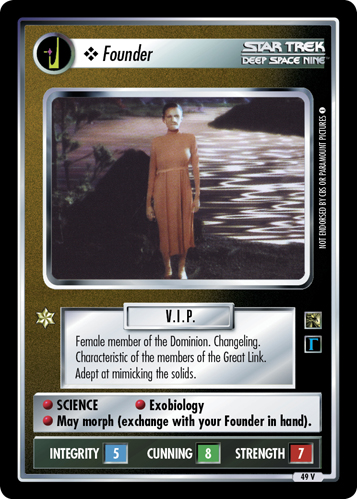 ❖ Founder
STAR TREK
DEEP SPACE NINE
NOT ENDORSED BY CBS OR PARAMOUNT PICTURES
V.I.P.
Female member of the Dominion. Changeling.
Characteristic of the members of the Great Link.
Adept at mimicking the solids.
SCIENCE Exobiology
May morph (exchange with your Founder in hand).
INTEGRITY 5 CUNNING 8 STRENGTH 7
49 V